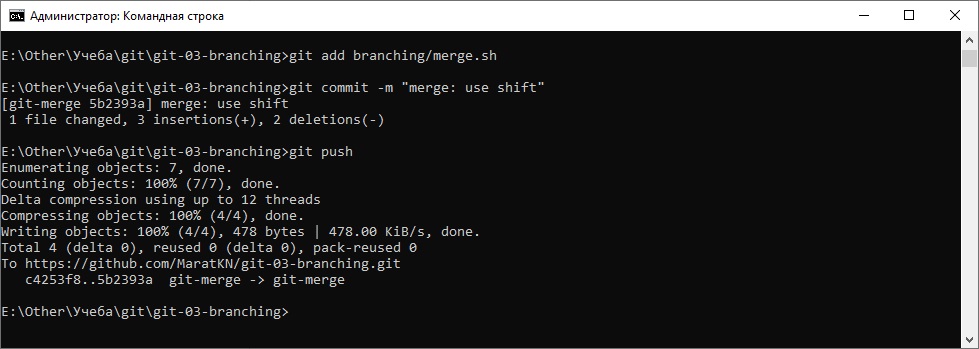 Администратор: Командная строка
E:\Other\Учеба\git\git-03-branching>git add branching/merge.sh
E:\Other\Учеба\git\git-03-branching>git commit -m "merge: use shift"
[git-merge 5b2393a] merge: use shift
1 file changed, 3 insertions(+), 2 deletions(-)
E:\Other\Учеба\git\git-03-branching>git push
Enumerating objects: 7, done.
Counting objects: 100% (7/7), done.
Delta compression using up to 12 threads
Compressing objects: 100% (4/4), done.
Writing objects: 100% (4/4), 478 bytes | 478.00 KiB/s, done.
Total 4 (delta 0), reused 0 (delta 0), pack-reused 0
To https://github.com/MaratKN/git-03-branching.git
c4253f8..5b2393a  git-merge -> git-merge
E:\Other\Учеба\git\git-03-branching>